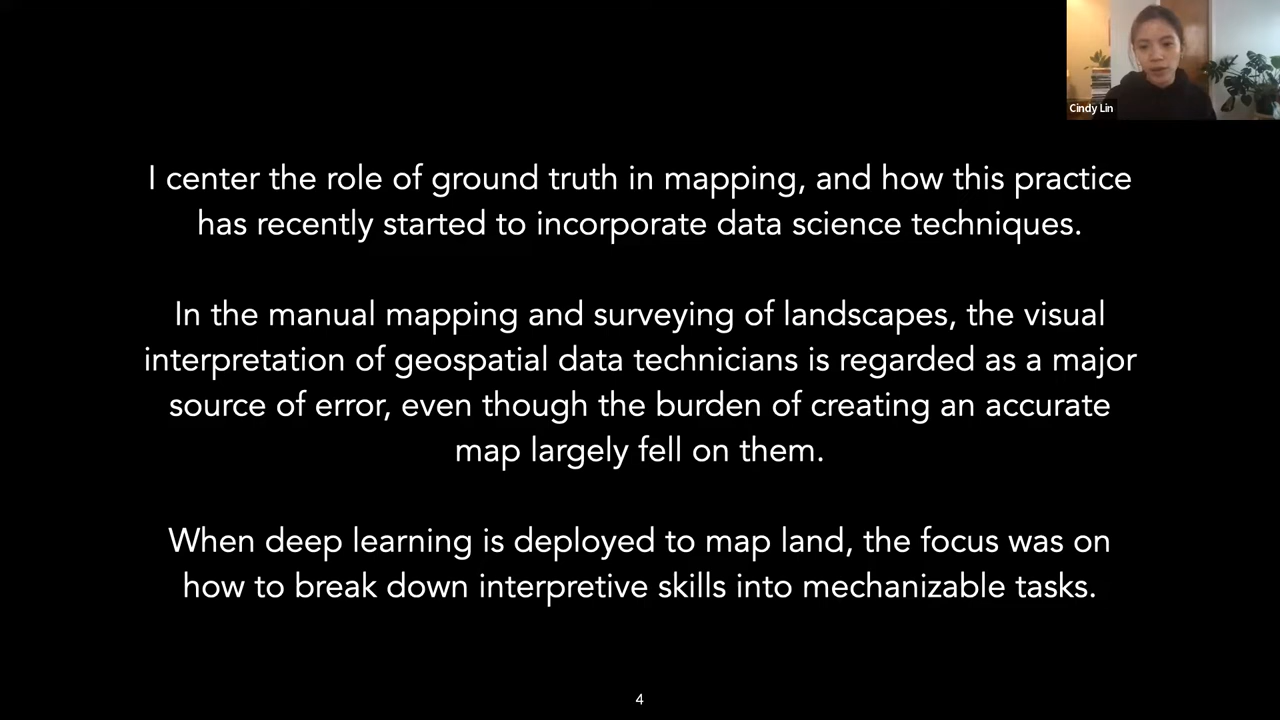 Cindy Lin
I center the role of ground truth in mapping, and how this practice
has recently started to incorporate data science techniques.
In the manual mapping and surveying of landscapes, the visual
interpretation of geospatial data technicians is regarded as a major
source of error, even though the burden of creating an accurate
map largely fell on them.
When deep learning is deployed to map land, the focus was on
how to break down interpretive skills into mechanizable tasks.
4